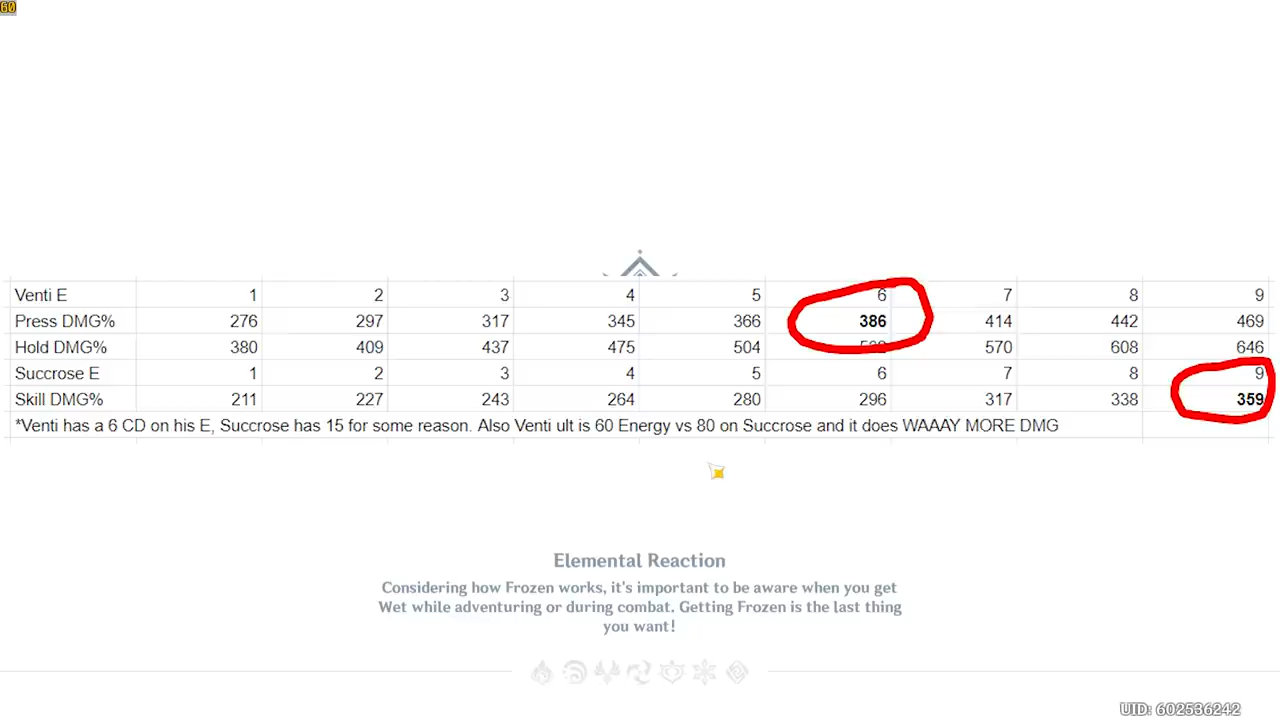 60
Venti E 1 2 3 4 5 6 7 8 9
Press DMG% 276 297 317 345 366 386 414 442 469
Hold DMG% 380 409 437 475 504 570 608 646
Succrose E 1 2 3 4 5 6 7 8 9
Skill DMG% 211 227 243 264 280 296 317 338 359
*Venti has a 6 CD on his E, Succrose has 15 for some reason. Also Venti ult is 60 Energy vs 80 on Succrose and it does WAAAY MORE DMG
Elemental Reaction
Considering how Frozen works, it's important to be aware when you get
Wet while adventuring or during combat. Getting Frozen is the last thing
you want!
UID: 602536242